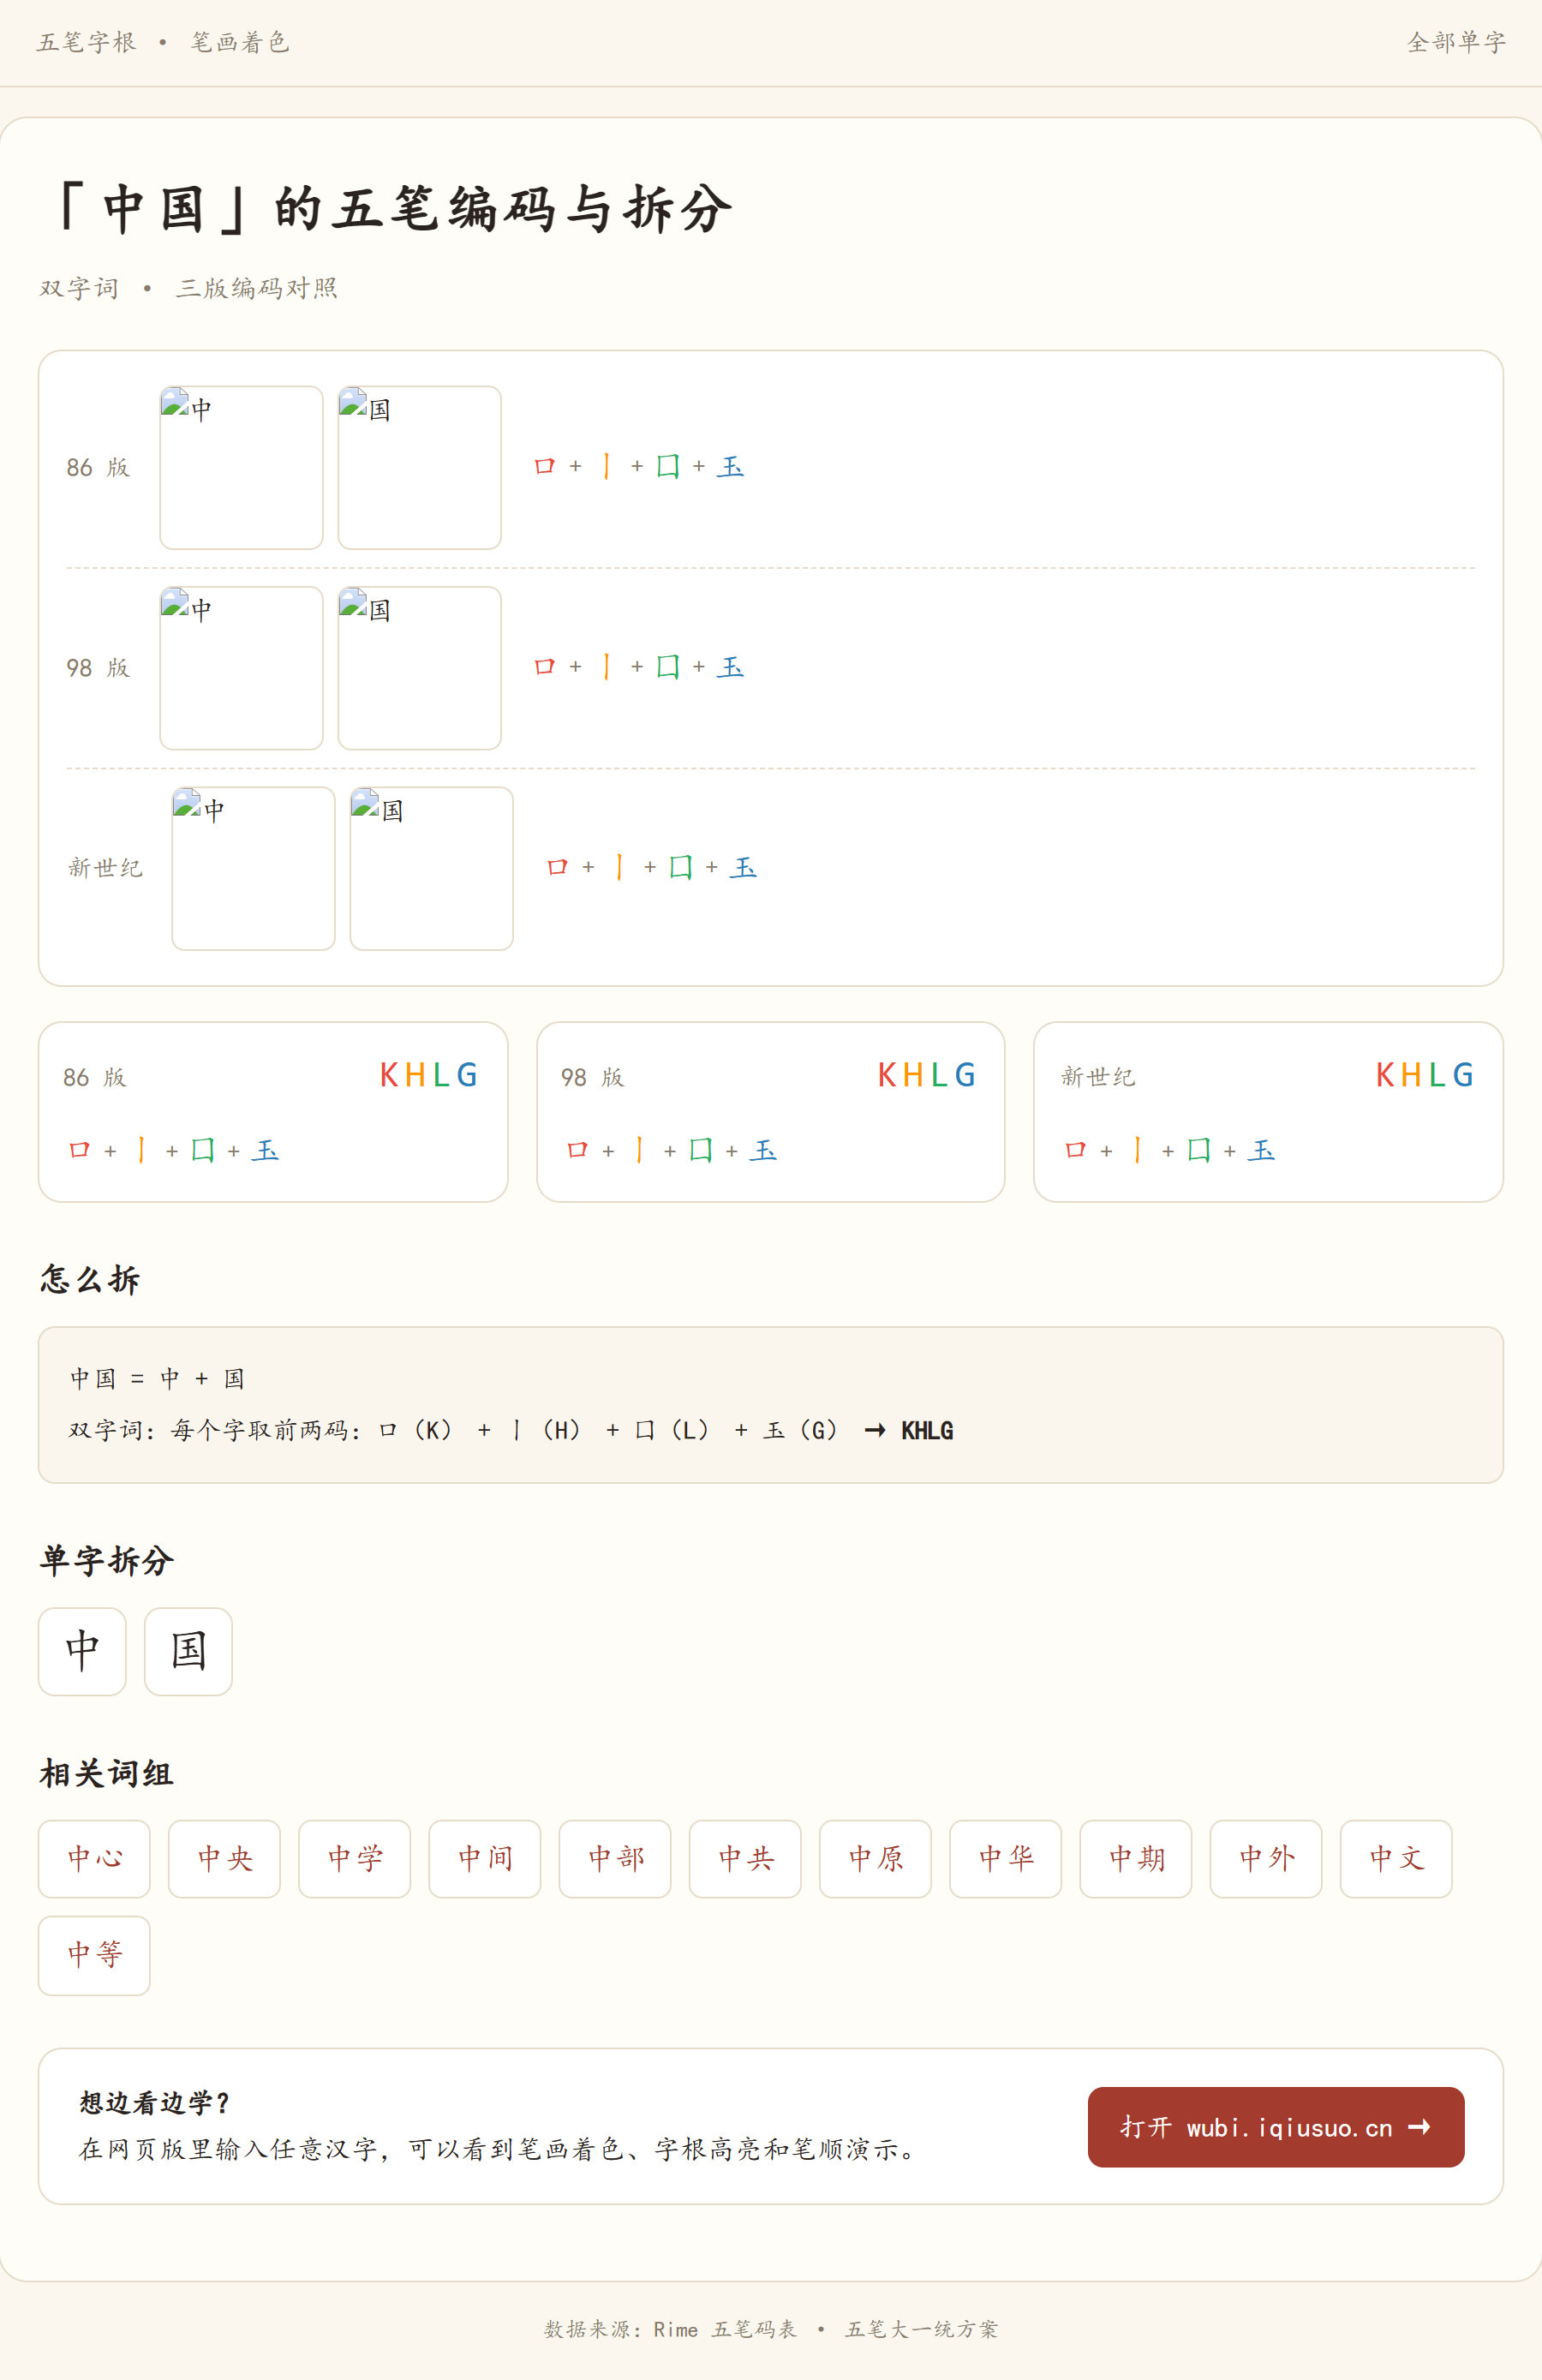 五笔字根 • 笔画着色
全部单字
「中国」的五笔编码与拆分
双字词 • 三版编码对照
86 版 中 国 口 + 丨 + 囗 + 王
98 版 中 国 口 + 丨 + 囗 + 王
新世纪 中 国 口 + 丨 + 囗 + 王
86 版 KHLG
口 + 丨 + 囗 + 王
98 版 KHLG
口 + 丨 + 囗 + 王
新世纪 KHLG
口 + 丨 + 囗 + 王
怎么拆
中国 = 中 + 国
双字词：每个字取前两码：口（K） + 丨（H） + 囗（L） + 王（G） → KHLG
单字拆分
中 国
相关词组
中心 中央 中学 中间 中部 中共 中原 中华 中期 中外 中文
中等
想边看边学？
在网页版里输入任意汉字，可以看到笔画着色、字根高亮和笔顺演示。
打开 wubi.iqiusuo.cn →
数据来源：Rime 五笔码表 • 五笔大一统方案